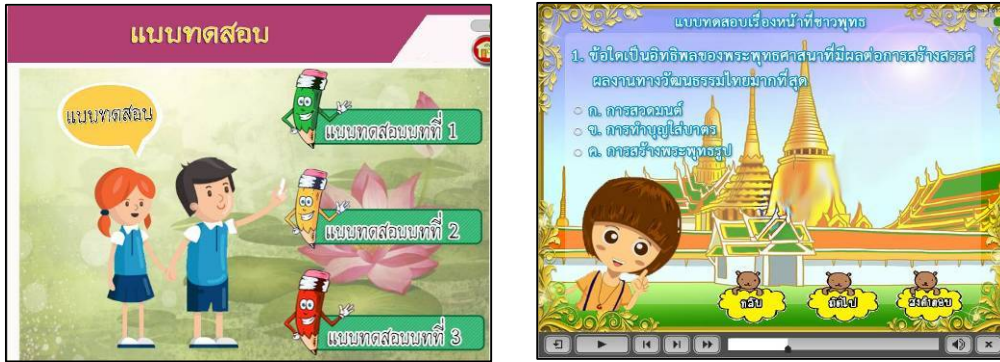 แบบทดสอบ
แบบทดสอบ
แบบทดสอบบทที่ 1
แบบทดสอบบทที่ 2
แบบทดสอบบทที่ 3
แบบทดสอบเรื่องหน้าที่ชาวพุทธ
1. ข้อใดเป็นอิทธิพลของพระพุทธศาสนาที่มีผลต่อการสร้างสรรค์
ผลงานทางวัฒนธรรมไทยมากที่สุด
ก. การสวดมนต์
ข. การทำบุญใส่บาตร
ค. การสร้างพระพุทธรูป
กลับ
ถัดไป
ส่งคำตอบ